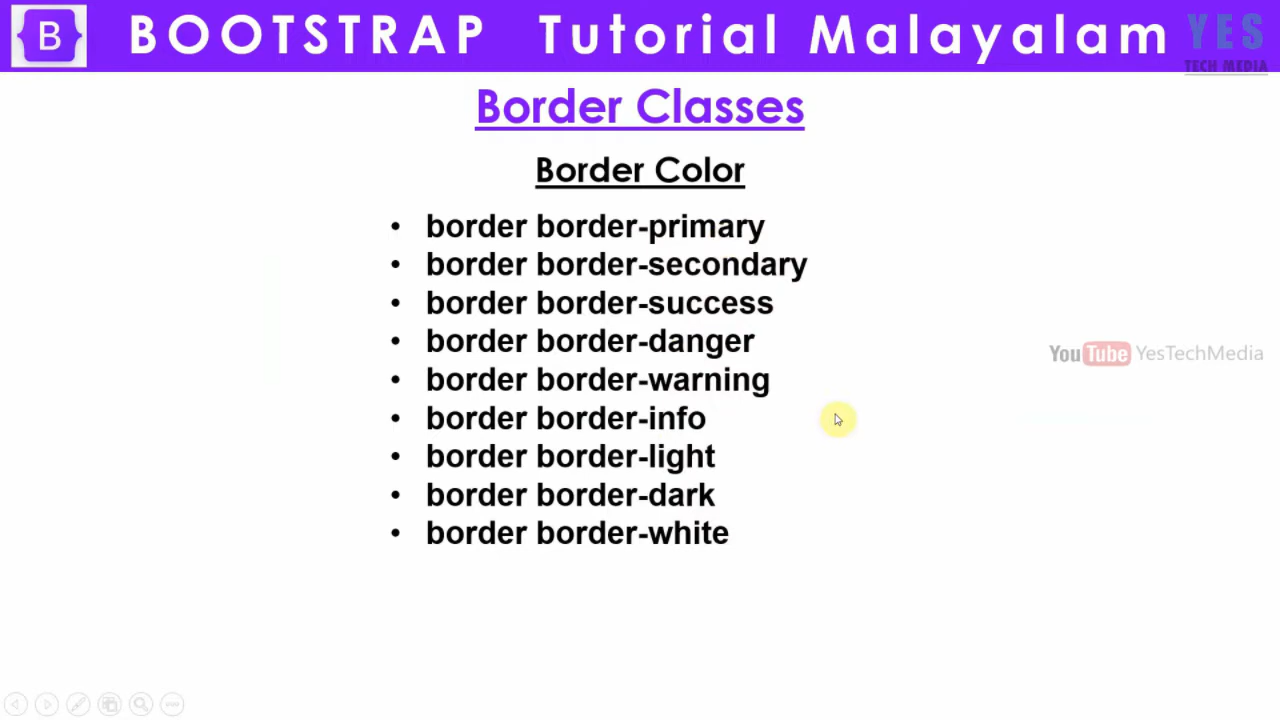 B BOOTSTRAP Tutorial Malayalam YES
TECH MEDIA
Border Classes
Border Color
• border border-primary
• border border-secondary
• border border-success
• border border-danger
• border border-warning
• border border-info
• border border-light
• border border-dark
• border border-white
YouTube YesTechMedia